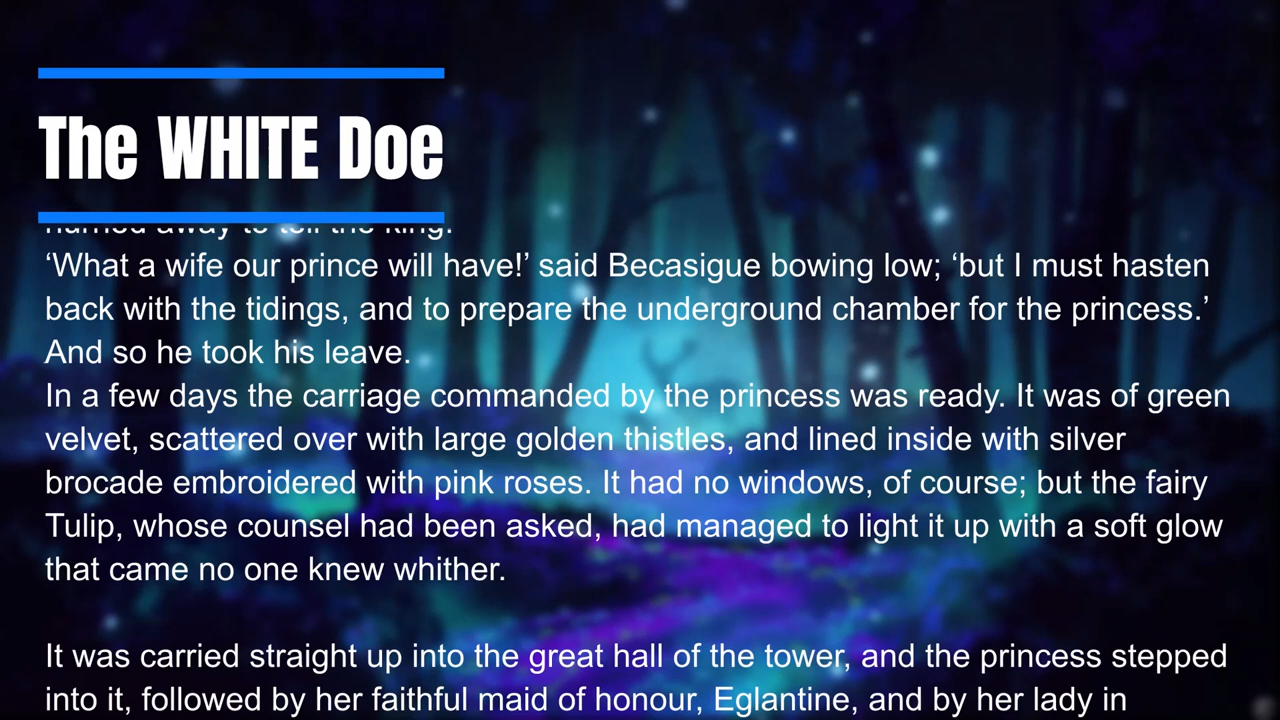 The WHITE Doe
hurried away to tell the king.
‘What a wife our prince will have!’ said Becasigue bowing low; ‘but I must hasten
back with the tidings, and to prepare the underground chamber for the princess.’
And so he took his leave.
In a few days the carriage commanded by the princess was ready. It was of green
velvet, scattered over with large golden thistles, and lined inside with silver
brocade embroidered with pink roses. It had no windows, of course; but the fairy
Tulip, whose counsel had been asked, had managed to light it up with a soft glow
that came no one knew whither.
It was carried straight up into the great hall of the tower, and the princess stepped
into it, followed by her faithful maid of honour, Eglantine, and by her lady in